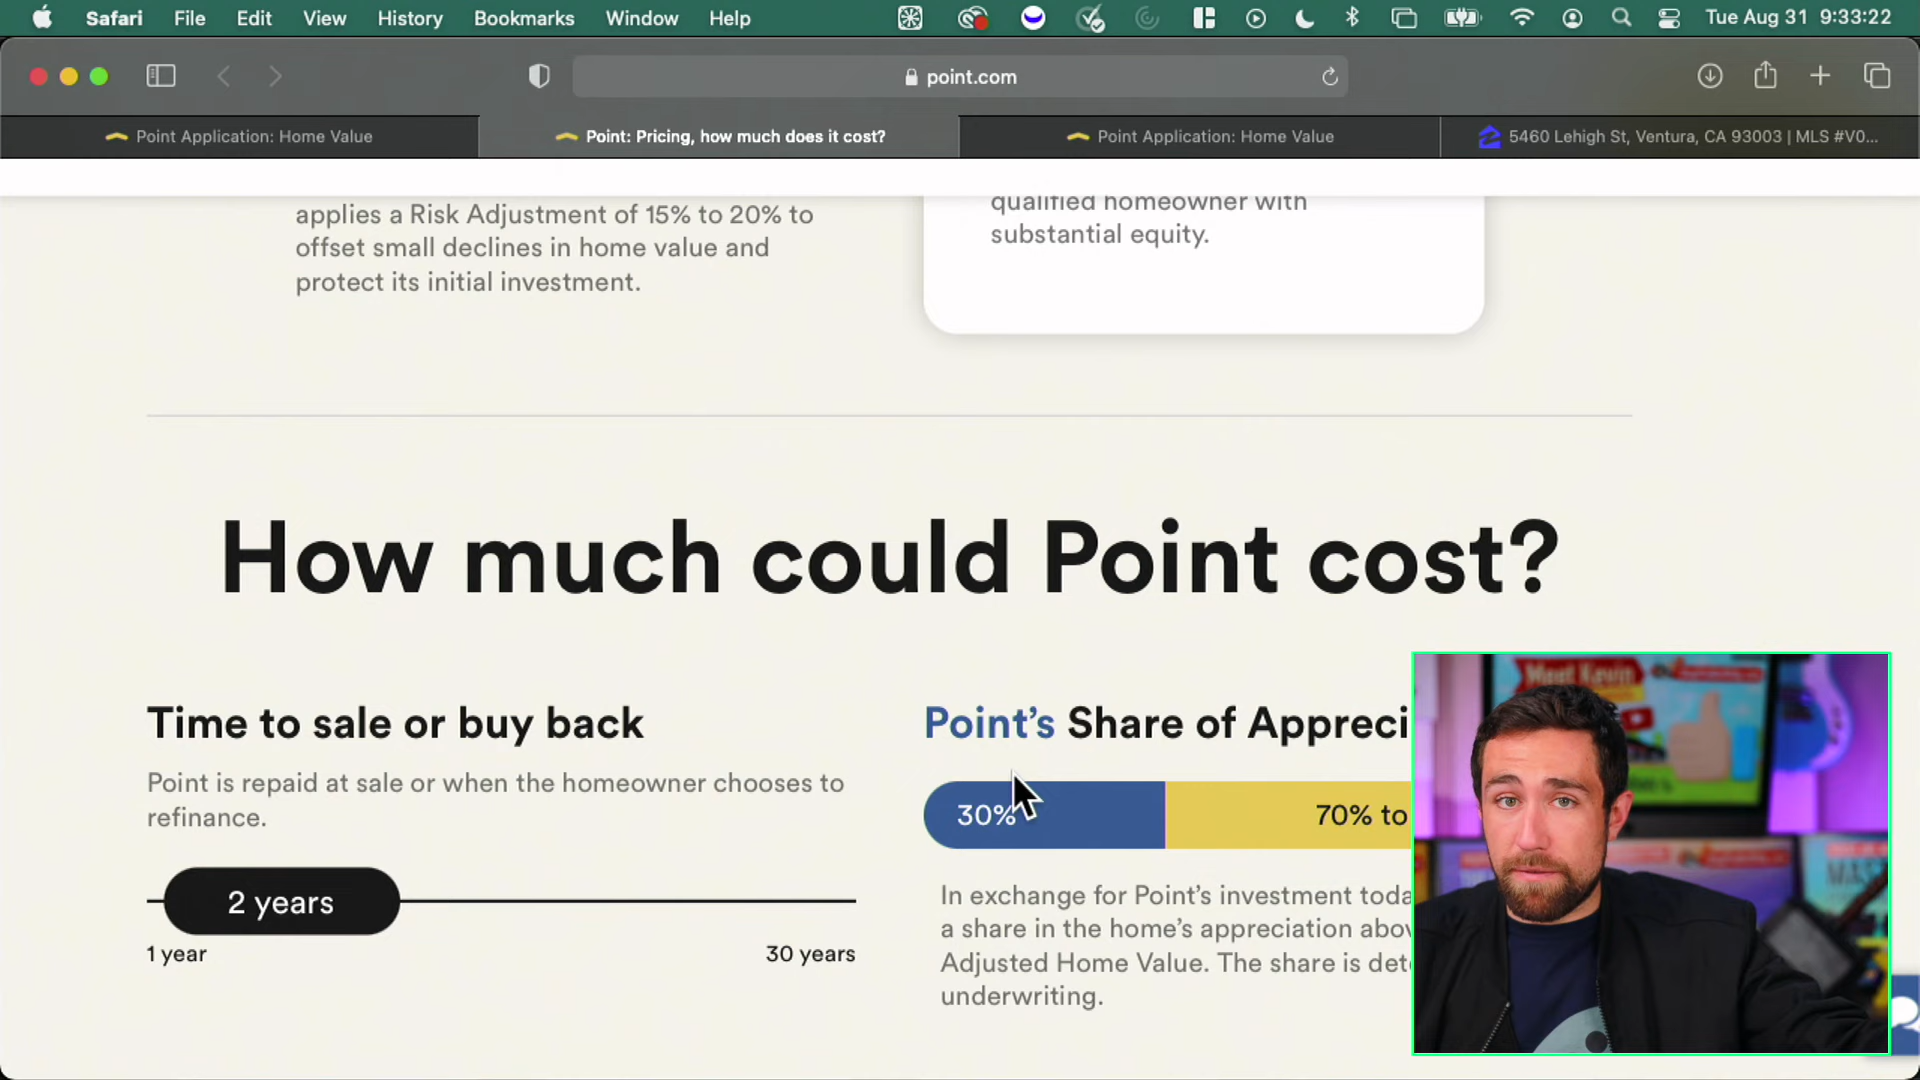 Safari File Edit View History Bookmarks Window Help Tue Aug 31 9:33:22
point.com
Point Application: Home Value
Point: Pricing, how much does it cost?
Point Application: Home Value
5460 Lehigh St, Ventura, CA 93003 | MLS #V0...
applies a Risk Adjustment of 15% to 20% to
offset small declines in home value and
protect its initial investment.
qualified homeowner with
substantial equity.
How much could Point cost?
Time to sale or buy back
Point is repaid at sale or when the homeowner chooses to
refinance.
2 years
1 year
30 years
Point's Share of Appreci
30%
70% to
In exchange for Point's investment toda
a share in the home's appreciation abov
Adjusted Home Value. The share is dete
underwriting.
Meet Kevin